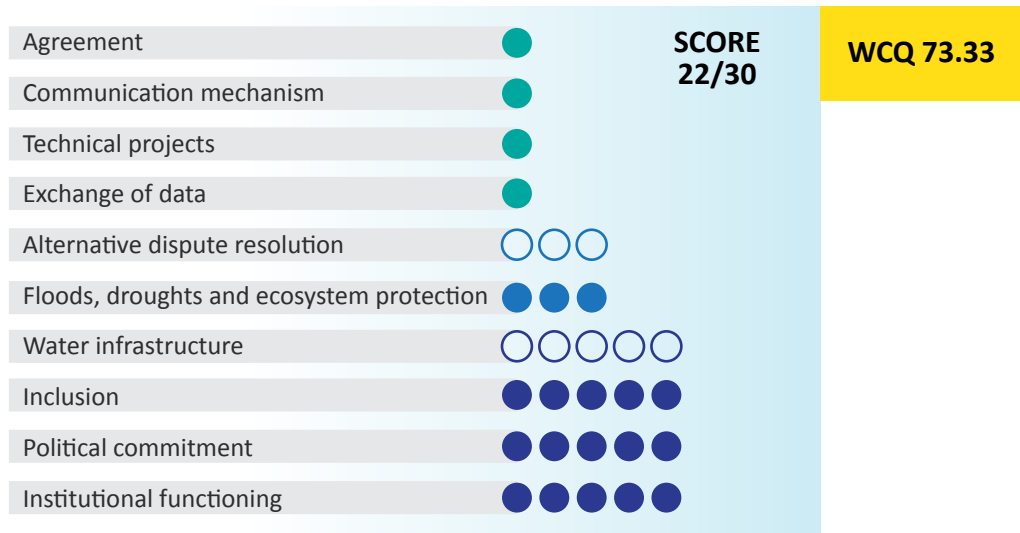 Agreement
Communication mechanism
Technical projects
Exchange of data
Alternative dispute resolution
Floods, droughts and ecosystem protection
Water infrastructure
Inclusion
Political commitment
Institutional functioning
SCORE
22/30
WCQ 73.33